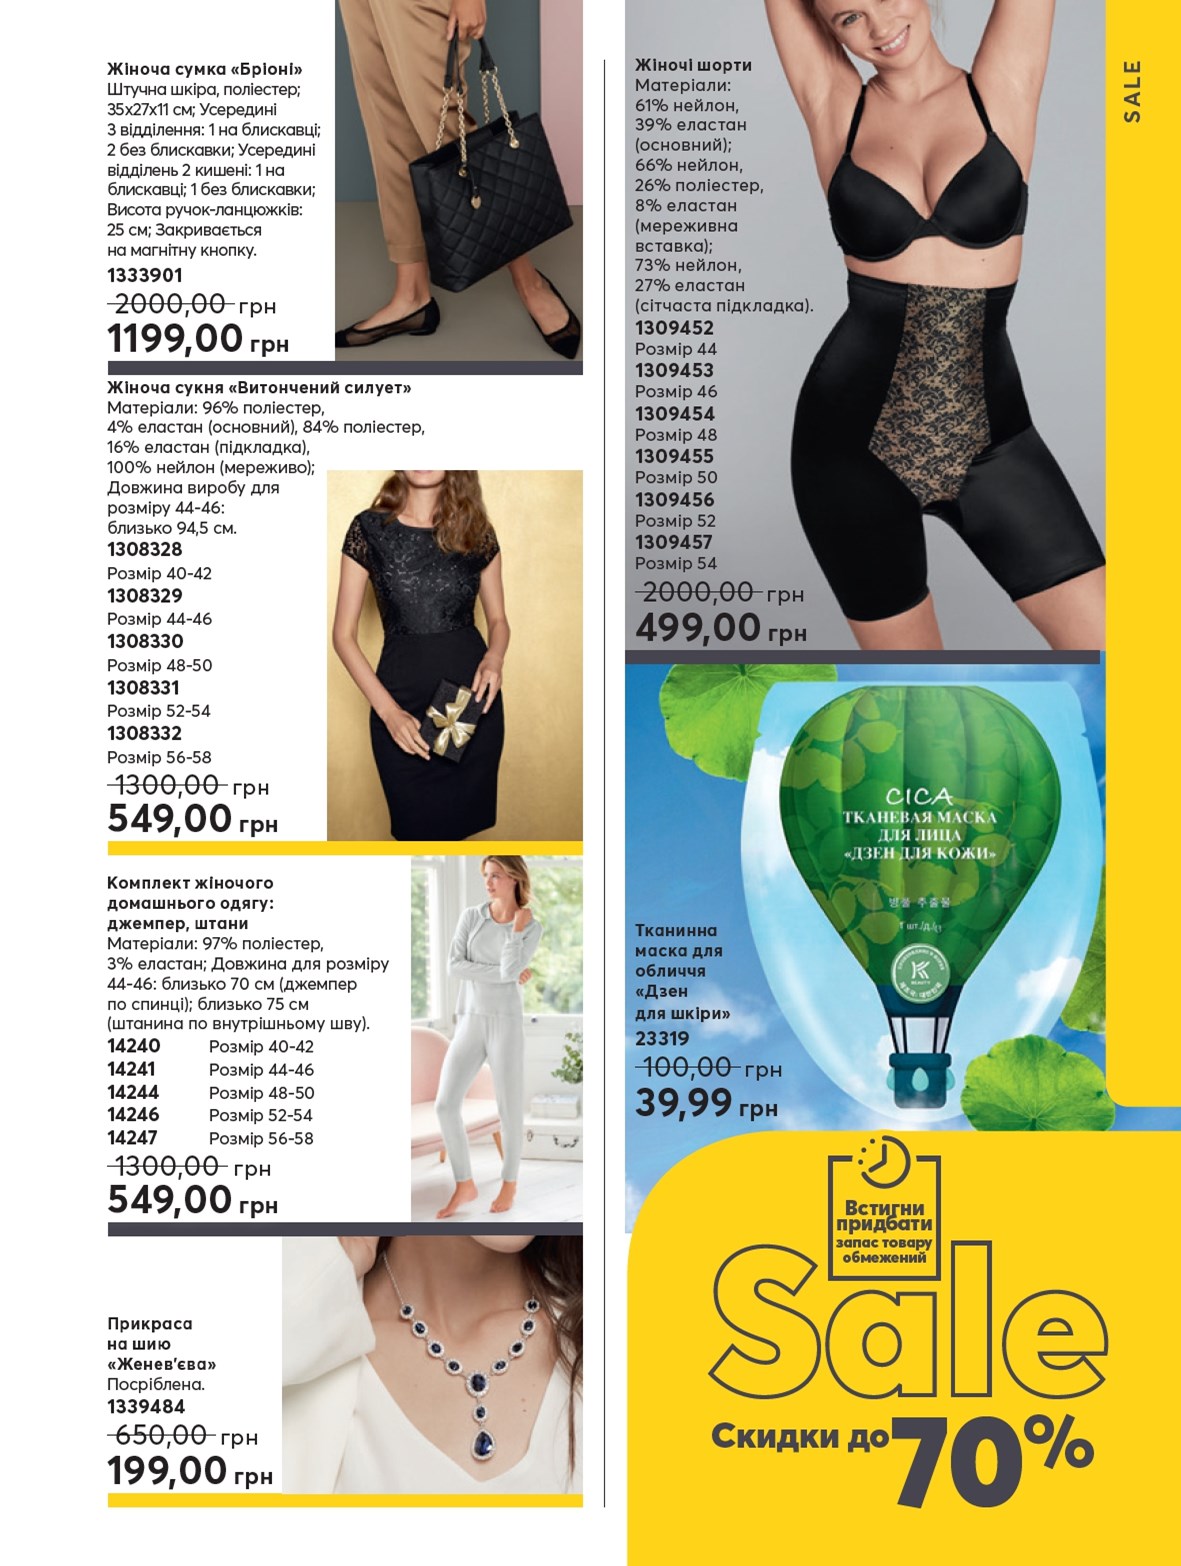 Жіноча сумка «Бріоні»
Штучна шкіра, поліестер;
35х27х11 см; Усередині
3 відділення: 1 на блискавці;
2 без блискавки; Усередині
відділень 2 кишені: 1 на
блискавці; 1 без блискавки;
Висота ручок-ланцюжків:
25 см; Закривається
на магнітну кнопку.
1333901
2000,00 грн
1199,00 грн
Жіноча сукня «Витончений силует»
Матеріали: 96% поліестер,
4% еластан (основний), 84% поліестер,
16% еластан (підкладка),
100% нейлон (мереживо);
Довжина виробу для
розміру 44-46:
близько 94,5 см.
1308328
Розмір 40-42
1308329
Розмір 44-46
1308330
Розмір 48-50
1308331
Розмір 52-54
1308332
Розмір 56-58
1300,00 грн
549,00 грн
Комплект жіночого
домашнього одягу:
джемпер, штани
Матеріали: 97% поліестер,
3% еластан; Довжина для розміру
44-46: близько 70 см (джемпер
по спинці); близько 75 см
(штанина по внутрішньому шву).
14240 Розмір 40-42
14241 Розмір 44-46
14244 Розмір 48-50
14246 Розмір 52-54
14247 Розмір 56-58
1300,00 грн
549,00 грн
Прикраса
на шию
«Женев'єва»
Посріблена.
1339484
650,00 грн
199,00 грн
Жіночі шорти
Матеріали:
61% нейлон,
39% еластан
(основний);
66% нейлон,
26% поліестер,
8% еластан
(мереживна
вставка);
73% нейлон,
27% еластан
(сітчаста підкладка).
1309452
Розмір 44
1309453
Розмір 46
1309454
Розмір 48
1309455
Розмір 50
1309456
Розмір 52
1309457
Розмір 54
2000,00 грн
499,00 грн
SALE
CICA
ТКАНЕВАЯ МАСКА
ДЛЯ ЛИЦА
«ДЗЕН ДЛЯ КОЖИ»
병풀 추출물
1 шт./д./
K
BEAUTY
Тканинна
маска для
обличчя
«Дзен
для шкіри»
23319
100,00 грн
39,99 грн
Встигни
придбати
запас товару
обмежений
Sale
Скидки до 70%